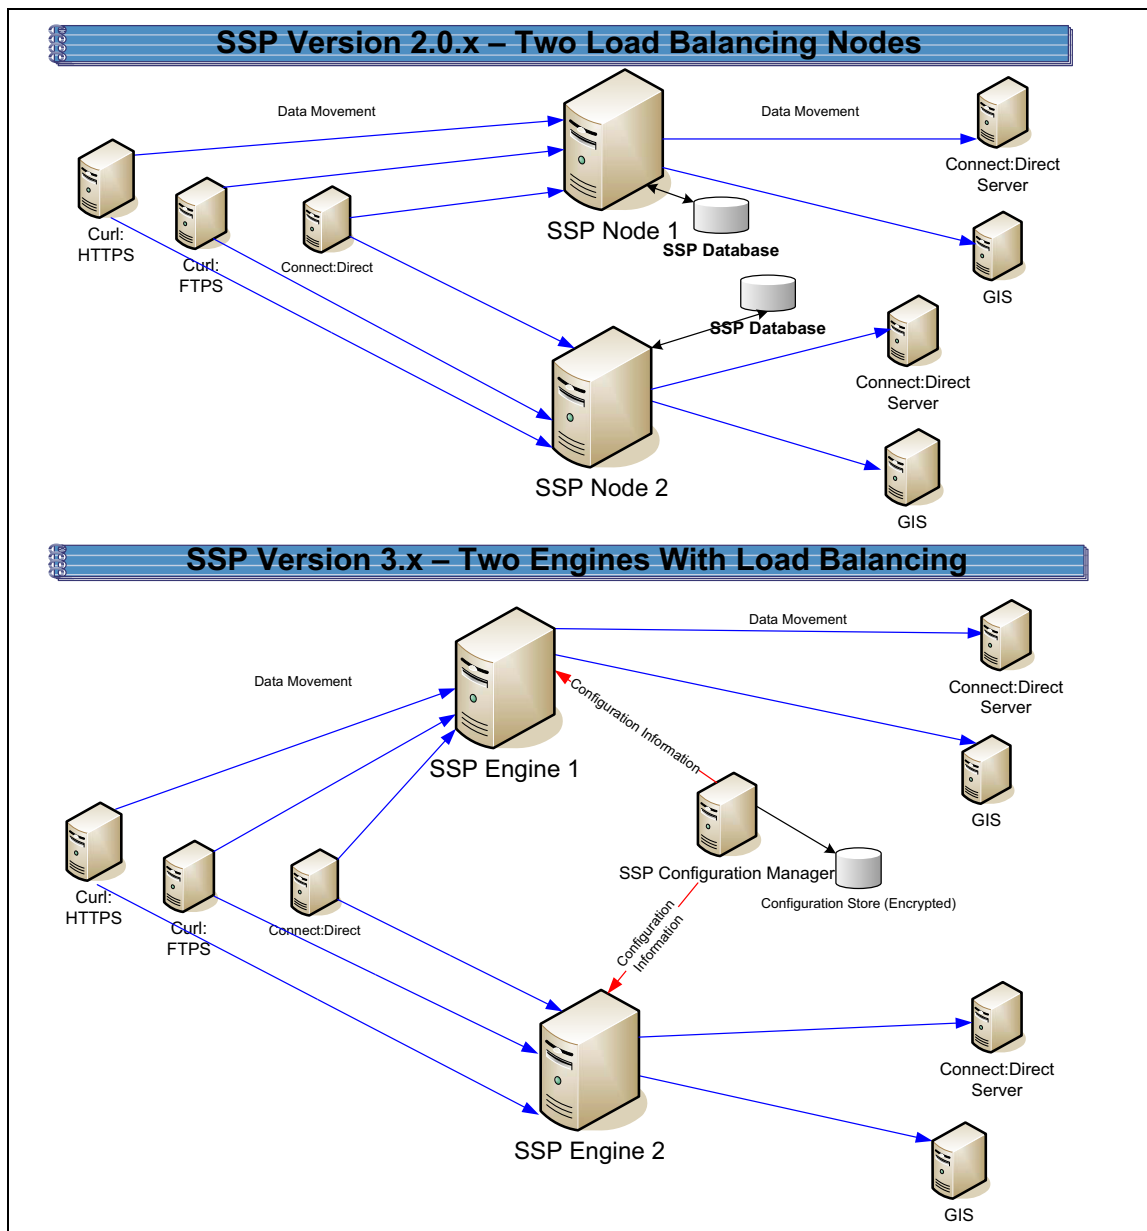 SSP Version 2.0.x – Two Load Balancing Nodes
Data Movement
Data Movement
Connect:Direct
Server
Curl:
HTTPS
Curl:
FTPS
Connect:Direct
SSP Node 1
SSP Database
GIS
SSP Database
Connect:Direct
Server
SSP Node 2
GIS
SSP Version 3.x – Two Engines With Load Balancing
Data Movement
Data Movement
Connect:Direct
Server
Configuration Information
SSP Engine 1
GIS
SSP Configuration Manager
Configuration Store (Encrypted)
Curl:
HTTPS
Curl:
FTPS
Connect:Direct
Configuration
Information
Connect:Direct
Server
SSP Engine 2
GIS